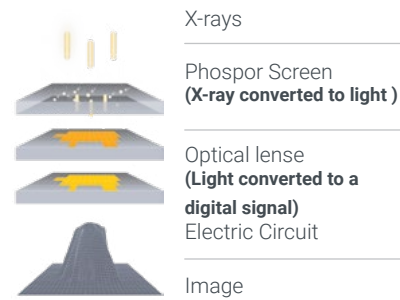 X-rays
Phospor Screen
(X-ray converted to light )
Optical lense
(Light converted to a
digital signal)
Electric Circuit
Image